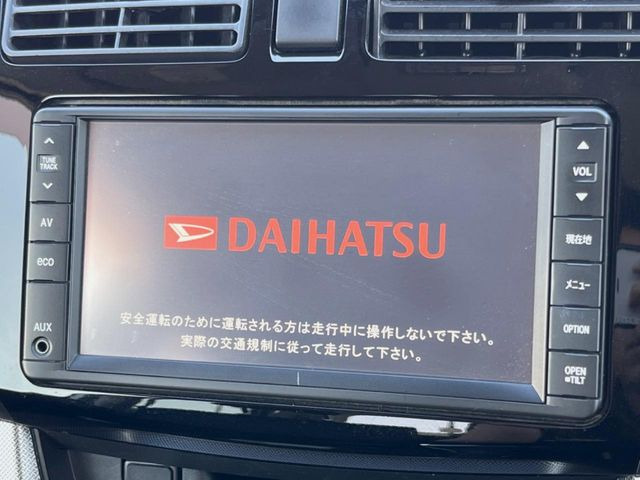 TUNE
TRACK
AV
eco
AUX
DAIHATSU
安全運転のために運転される方は走行中に操作しないで下さい。
実際の交通規制に従って走行して下さい。
VOL
現在地
メニュー
OPTION
OPEN
TILT